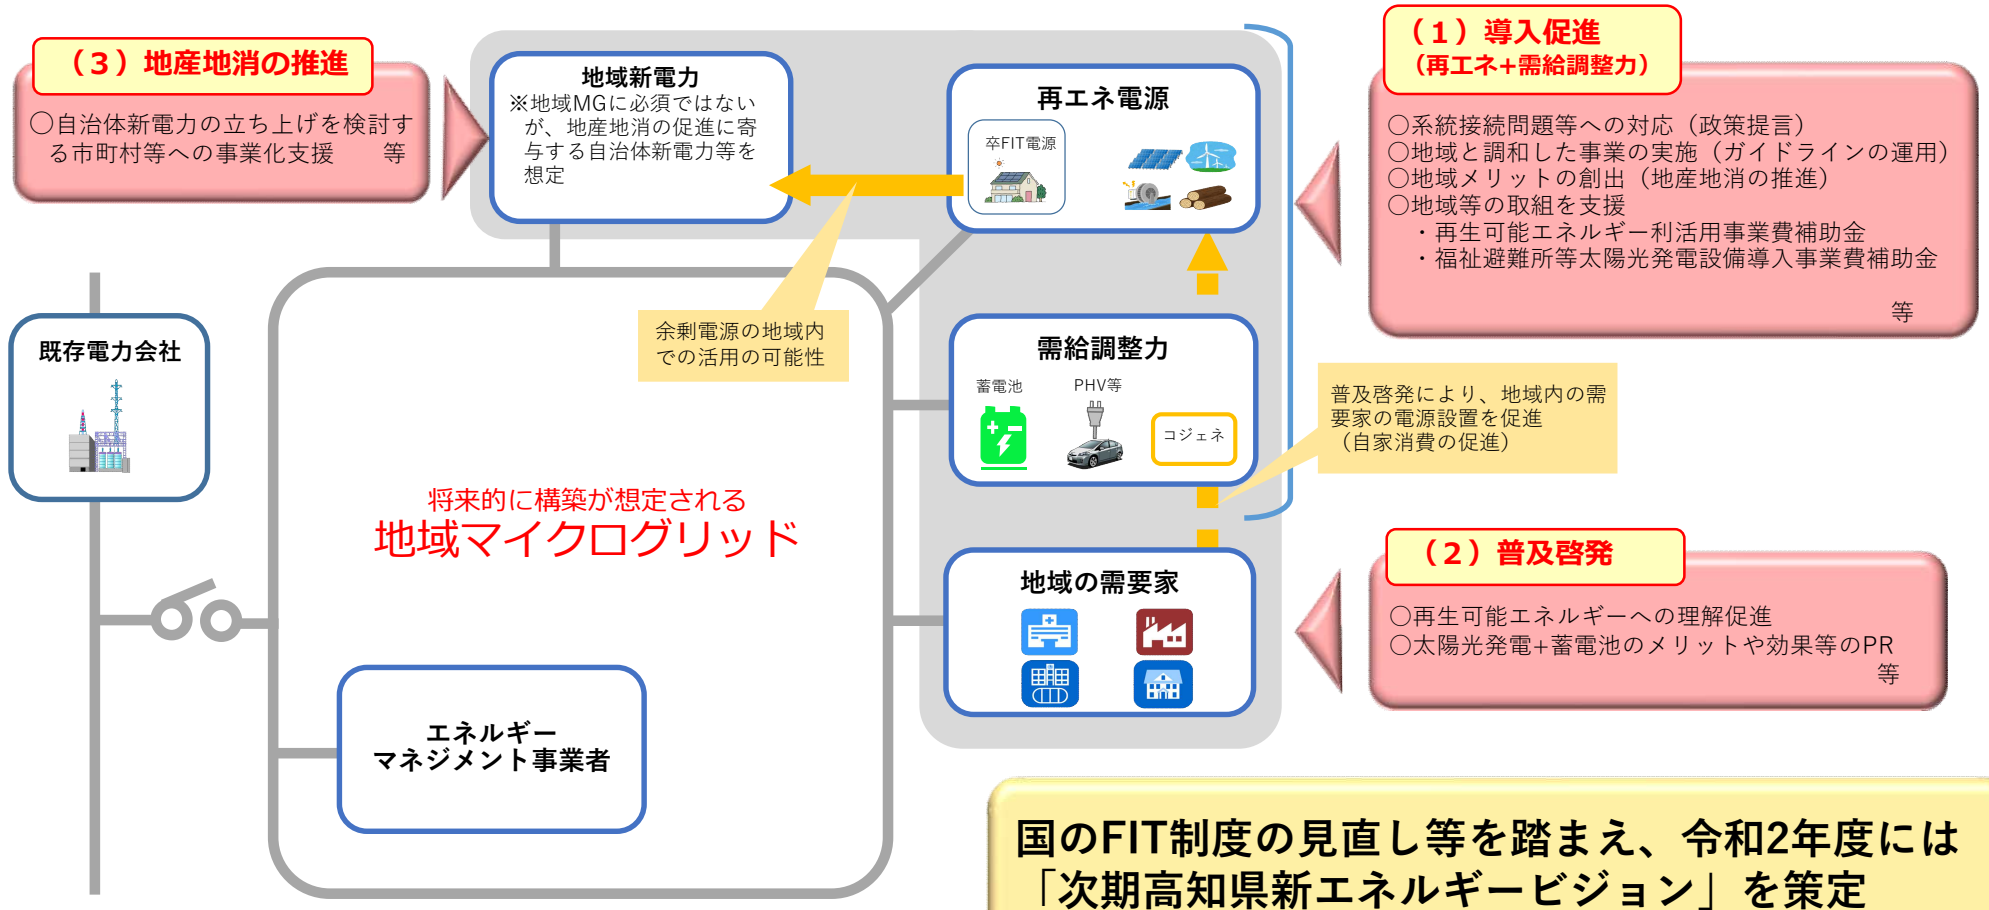 （３）地産地消の推進
○自治体新電力の立ち上げを検討す
る市町村等への事業化支援　　等
地域新電力
※地域MGに必須ではない
が、地産地消の促進に寄
与する自治体新電力等を
想定
再エネ電源
卒FIT電源
（１）導入促進
（再エネ+需給調整力）
○系統接続問題等への対応（政策提言）
○地域と調和した事業の実施（ガイドラインの運用）
○地域メリットの創出（地産地消の推進）
○地域等の取組を支援
・再生可能エネルギー利活用事業費補助金
・福祉避難所等太陽光発電設備導入事業費補助金
等
既存電力会社
余剰電源の地域内
での活用の可能性
需給調整力
蓄電池
PHV等
コジェネ
普及啓発により、地域内の需
要家の電源設置を促進
（自家消費の促進）
将来的に構築が想定される
地域マイクログリッド
（２）普及啓発
○再生可能エネルギーへの理解促進
○太陽光発電+蓄電池のメリットや効果等のPR
等
地域の需要家
エネルギー
マネジメント事業者
国のFIT制度の見直し等を踏まえ、令和2年度には
「次期高知県新エネルギービジョン」を策定